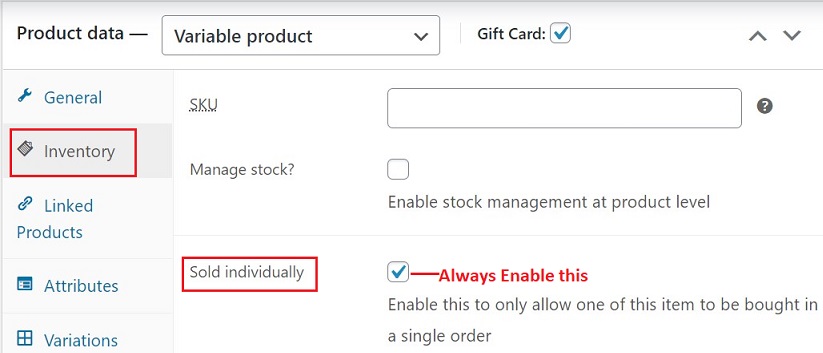 Product data — Variable product Gift Card:
General
SKU
Inventory
Manage stock?
Enable stock management at product level
Linked
Products
Sold individually
Always Enable this
Attributes
Enable this to only allow one of this item to be bought in
a single order
Variations